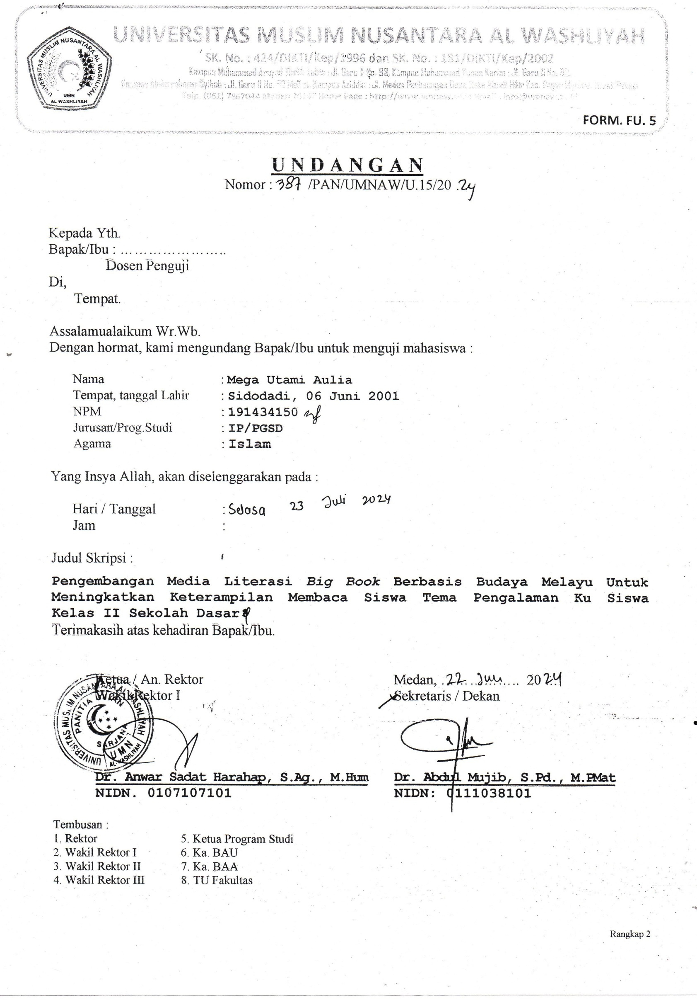 UNIVERSITAS MUSLIM NUSANTARA AL WASHLIYAH
SK. No. : 424/DIKTI/Kep/1996 dan SK. No. : 181/DIKTI/Kep/2002
Kampus Muhammad Arsyad Thalib Lubis : Jl. Garu II No. 93, Kampus Muhammad Yunus Karim : Jl. Garu II No. 02,
Kampus Abdurrahman Syihab : Jl. Garu II No. 52 Medan, Kampus Aziddin : Jl. Medan Perbaungan Desa Suka Mandi Hilir Kec. Pagar Merbau
Telp. (061) 7867044 Medan 20147 Home Page : http://www.umnaw
UNIVERSITAS MUSLIM NUSANTARA AL WASHLIYAH
UMN
AL WASHLIYAH
FORM. FU. 5
UNDANGAN
Nomor : 387 /PAN/UMNAW/U.15/20 .24
Kepada Yth.
Bapak/Ibu : ........................
Dosen Penguji
Di,
Tempat.
Assalamualaikum Wr.Wb.
Dengan hormat, kami mengundang Bapak/Ibu untuk menguji mahasiswa :
Nama : Mega Utami Aulia
Tempat, tanggal Lahir : Sidodadi, 06 Juni 2001
NPM : 191434150
Jurusan/Prog.Studi : IP/PGSD
Agama : Islam
Yang Insya Allah, akan diselenggarakan pada :
Hari / Tanggal : Selasa 23 Juli 2024
Jam :
Judul Skripsi :
Pengembangan Media Literasi Big Book Berbasis Budaya Melayu Untuk
Meningkatkan Keterampilan Membaca Siswa Tema Pengalaman Ku Siswa
Kelas II Sekolah Dasar
Terimakasih atas kehadiran Bapak/Ibu.
Ketua / An. Rektor
Wakil Rektor I
UNIVERSITAS MUSLIM NUSANTARA AL WASHLIYAH
PANITIA UJIAN
SARJANA
UMN
AL-WASHLIYAH
Dr. Anwar Sadat Harahap, S.Ag., M.Hum
NIDN. 0107107101
Medan, .22.. .... 2024
Sekretaris / Dekan
Dr. Abdul Mujib, S.Pd., M.PMat
NIDN: 0111038101
Tembusan :
1. Rektor
2. Wakil Rektor I
3. Wakil Rektor II
4. Wakil Rektor III
5. Ketua Program Studi
6. Ka. BAU
7. Ka. BAA
8. TU Fakultas
Rangkap 2